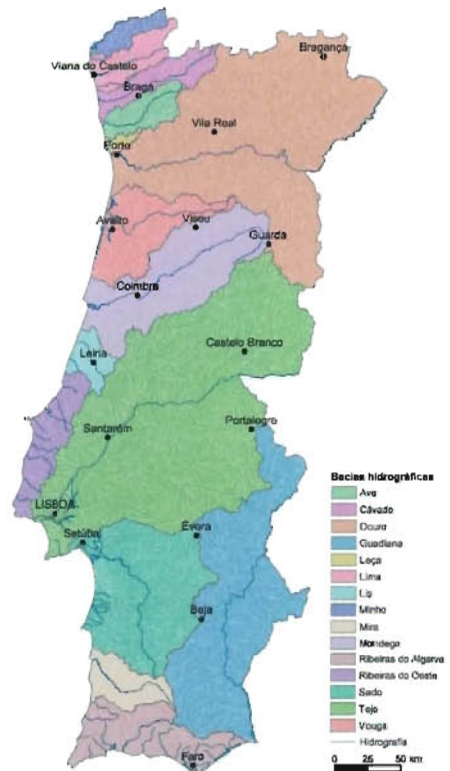 Bragança
Viana do Castelo
Braga
Vila Real
Porto
Aveiro
Viseu
Guarda
Coimbra
Castelo Branco
Leiria
Portalegre
Santarém
LISBOA
Évora
Setúbal
Beja
Faro
Bacias hidrográficas
Ave
Cávado
Douro
Guadiana
Leça
Lima
Lis
Minho
Mira
Mondego
Ribeiras do Algarve
Ribeiras do Oeste
Sado
Tejo
Vouga
Hidrografia
0 25 50 km